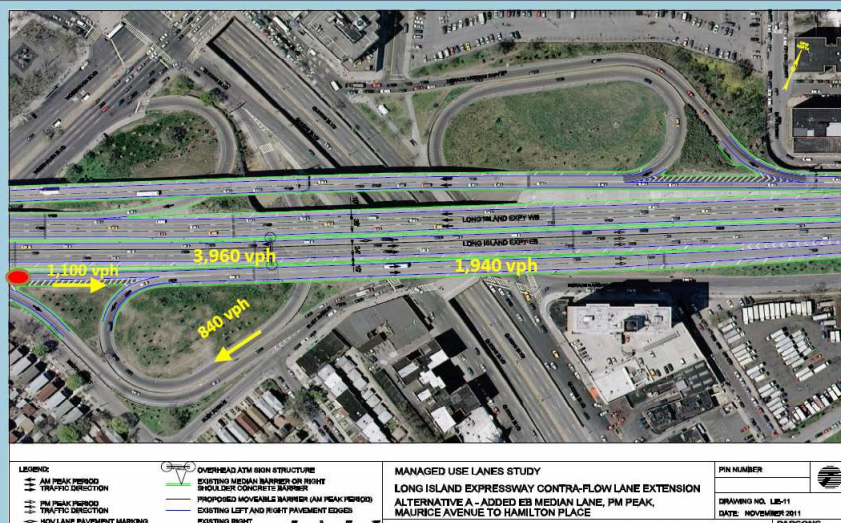 LONG ISLAND EXPY WB
LONG ISLAND EXPY EB
3,960 vph
1,940 vph
1,100 vph
840 vph
LEGEND:
AM PEAK PERIOD
TRAFFIC DIRECTION
PM PEAK PERIOD
TRAFFIC DIRECTION
HOV LANE PAVEMENT MARKING
OVERHEAD ATM SIGN STRUCTURE
EXISTING MEDIAN BARRIER OR RIGHT
SHOULDER CONCRETE BARRIER
PROPOSED MOVEABLE BARRIER (AM PEAK PERIOD)
EXISTING LEFT AND RIGHT PAVEMENT EDGES
EXISTING RIGHT
MANAGED USE LANES STUDY
LONG ISLAND EXPRESSWAY CONTRA-FLOW LANE EXTENSION
ALTERNATIVE A - ADDED EB MEDIAN LANE, PM PEAK,
MAURICE AVENUE TO HAMILTON PLACE
PIN NUMBER
DRAWING NO. LIE-11
DATE: NOVEMBER 2011
PARSONS